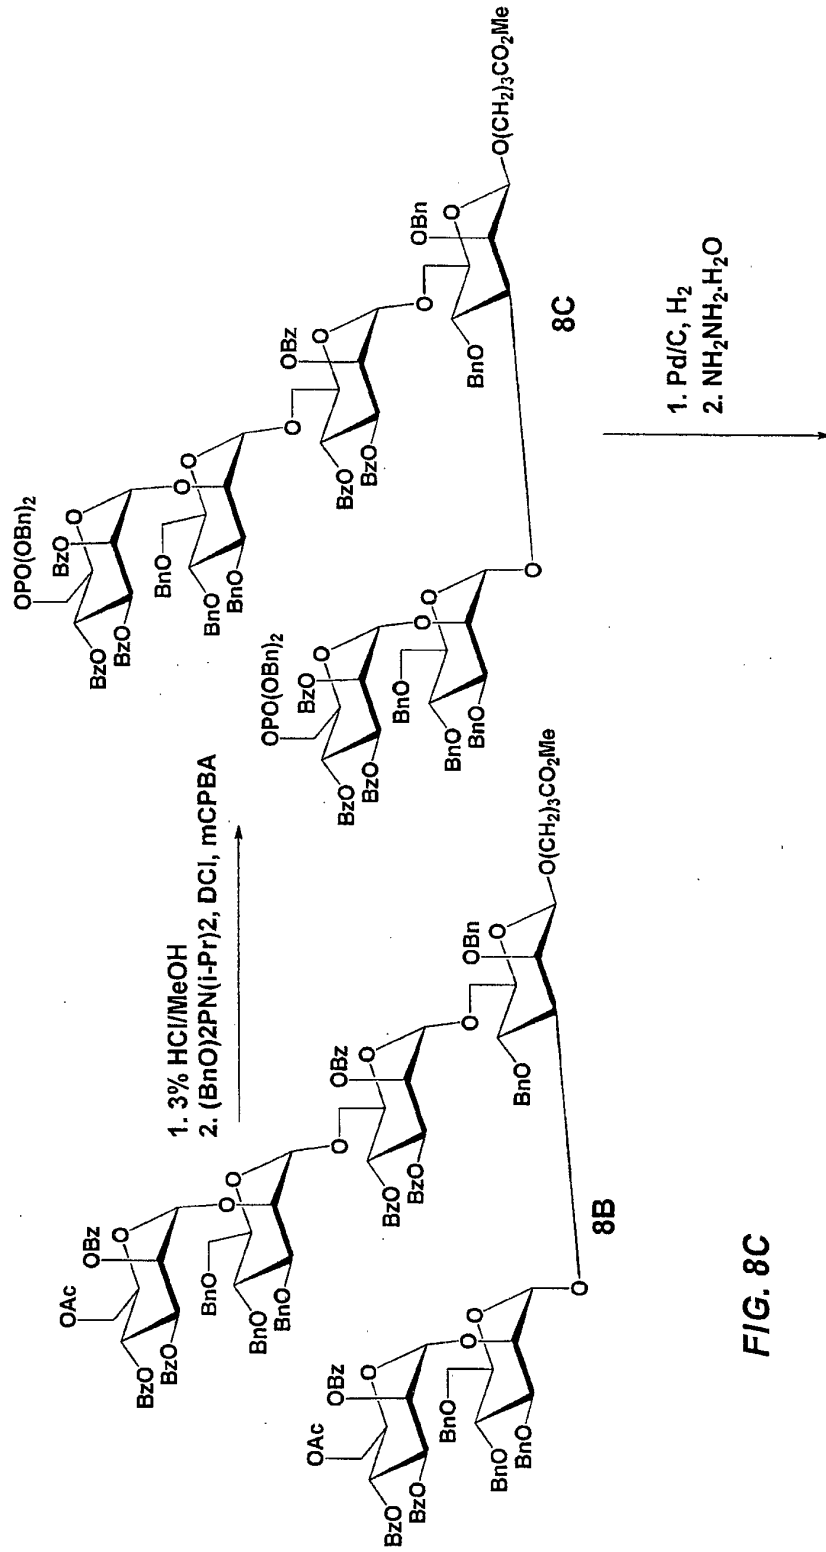 1. 3% HCl/MeOH
2. (BnO)2PN(i-Pr)2, DCI, mCPBA
OAc
OBz
O
BzO
BzO
O
O
BnO
BnO
BnO
O
OBz
O
BzO
BzO
O
OBn
O
BnO
O(CH2)3CO2Me
OAc
OBz
O
BzO
BzO
O
O
BnO
BnO
BnO
O
8B
OPO(OBn)2
BzO
O
BzO
BzO
O
O
BnO
BnO
BnO
O
OBz
O
BzO
BzO
O
OBn
O
BnO
O(CH2)3CO2Me
OPO(OBn)2
BzO
O
BzO
BzO
O
O
BnO
BnO
BnO
O
8C
1. Pd/C, H2
2. NH2NH2.H2O
FIG. 8C